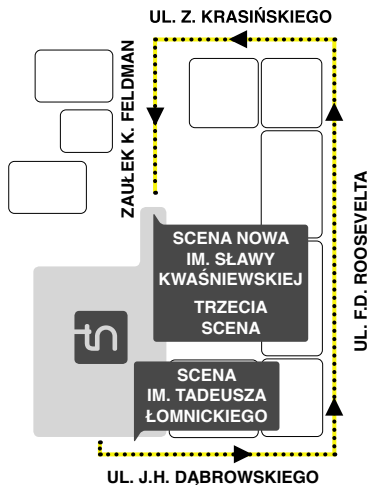 UL. Z. KRASIŃSKIEGO
ZAUŁEK K. FELDMAN
UL. F.D. ROOSEVELTA
SCENA NOWA
IM. SŁAWY
KWAŚNIEWSKIEJ
TRZECIA
SCENA
SCENA
IM. TADEUSZA
ŁOMNICKIEGO
UL. J.H. DĄBROWSKIEGO